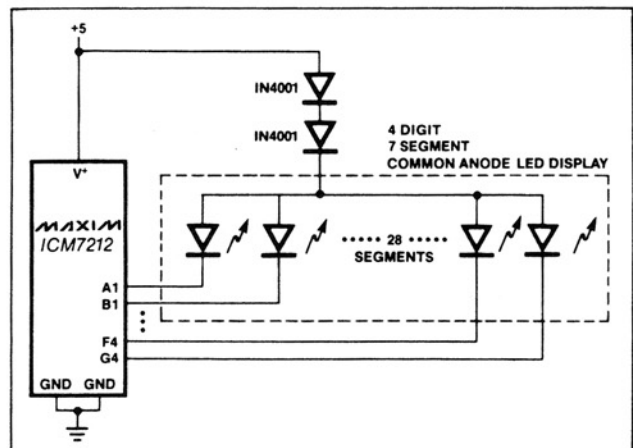 +5
IN4001
IN4001
4 DIGIT
7 SEGMENT
COMMON ANODE LED DISPLAY
V+
MAXIM
ICM7212
28
SEGMENTS
A1
B1
F4
G4
GND GND